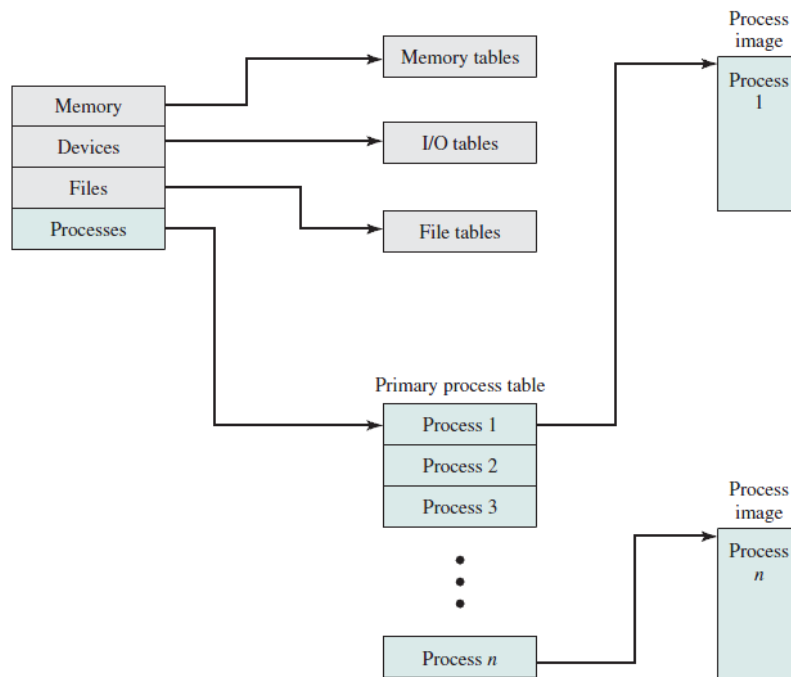 Memory
Devices
Files
Processes
Memory tables
I/O tables
File tables
Primary process table
Process 1
Process 2
Process 3
Process n
Process
image
Process
1
Process
image
Process
n